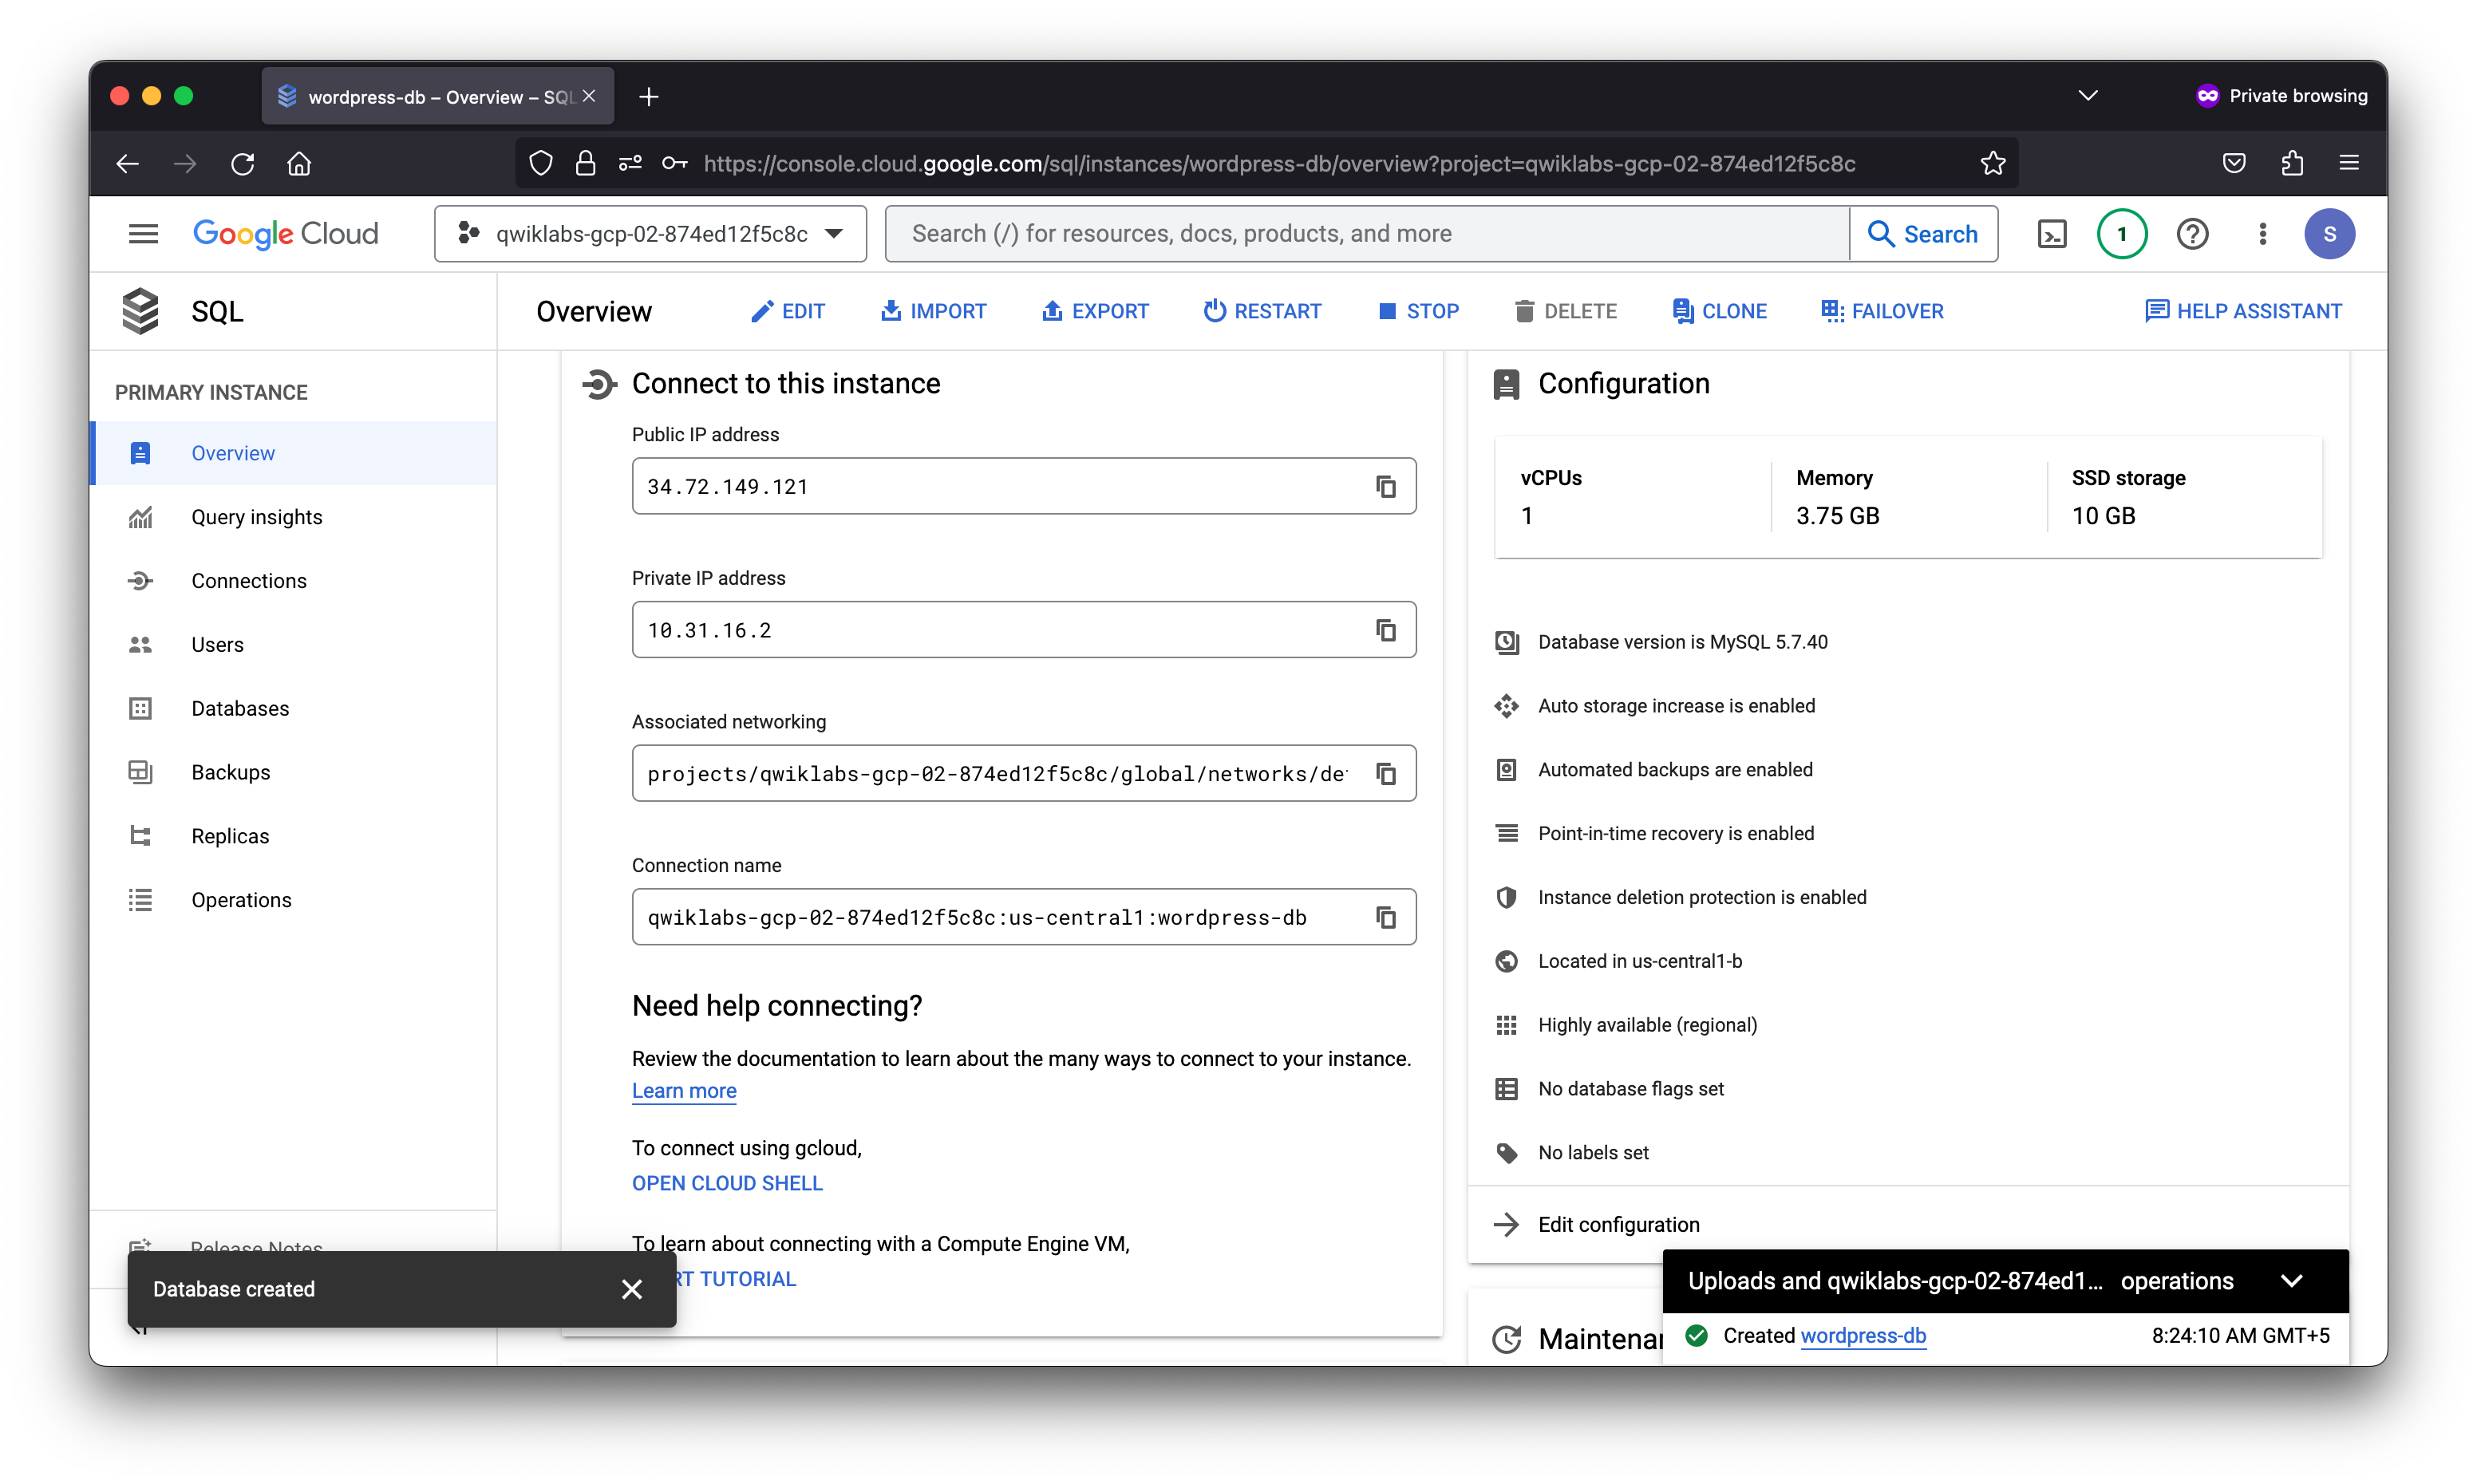 wordpress-db – Overview – SQL
Private browsing
https://console.cloud.google.com/sql/instances/wordpress-db/overview?project=qwiklabs-gcp-02-874ed12f5c8c
Google Cloud
qwiklabs-gcp-02-874ed12f5c8c
Search (/) for resources, docs, products, and more
Search
1
S
SQL
Overview
EDIT
IMPORT
EXPORT
RESTART
STOP
DELETE
CLONE
FAILOVER
HELP ASSISTANT
PRIMARY INSTANCE
Overview
Query insights
Connections
Users
Databases
Backups
Replicas
Operations
Release Notes
Connect to this instance
Public IP address
34.72.149.121
Private IP address
10.31.16.2
Associated networking
projects/qwiklabs-gcp-02-874ed12f5c8c/global/networks/de
Connection name
qwiklabs-gcp-02-874ed12f5c8c:us-central1:wordpress-db
Need help connecting?
Review the documentation to learn about the many ways to connect to your instance.
Learn more
To connect using gcloud,
OPEN CLOUD SHELL
To learn about connecting with a Compute Engine VM,
RT TUTORIAL
Configuration
vCPUs
1
Memory
3.75 GB
SSD storage
10 GB
Database version is MySQL 5.7.40
Auto storage increase is enabled
Automated backups are enabled
Point-in-time recovery is enabled
Instance deletion protection is enabled
Located in us-central1-b
Highly available (regional)
No database flags set
No labels set
Edit configuration
Maintena
Database created
Uploads and qwiklabs-gcp-02-874ed1... operations
Created wordpress-db
8:24:10 AM GMT+5